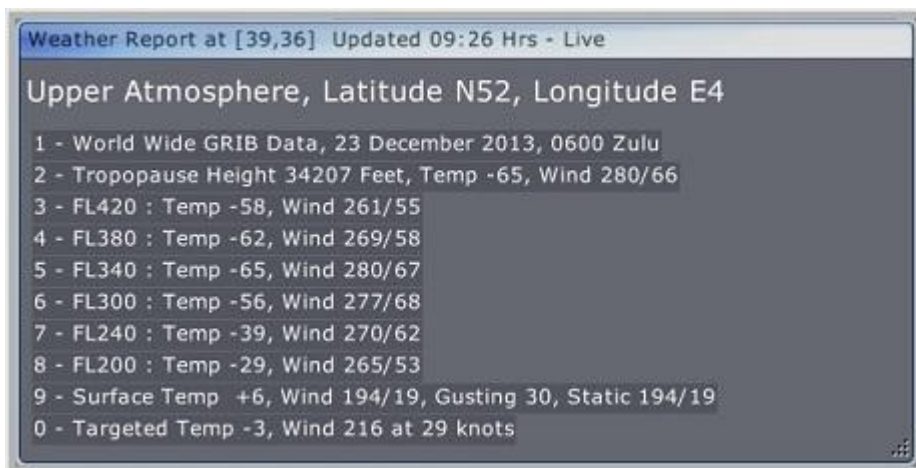 Weather Report at [39,36] Updated 09:26 Hrs - Live
Upper Atmosphere, Latitude N52, Longitude E4
1 - World Wide GRIB Data, 23 December 2013, 0600 Zulu
2 - Tropopause Height 34207 Feet, Temp -65, Wind 280/66
3 - FL420 : Temp -58, Wind 261/55
4 - FL380 : Temp -62, Wind 269/58
5 - FL340 : Temp -65, Wind 280/67
6 - FL300 : Temp -56, Wind 277/68
7 - FL240 : Temp -39, Wind 270/62
8 - FL200 : Temp -29, Wind 265/53
9 - Surface Temp +6, Wind 194/19, Gusting 30, Static 194/19
0 - Targeted Temp -3, Wind 216 at 29 knots